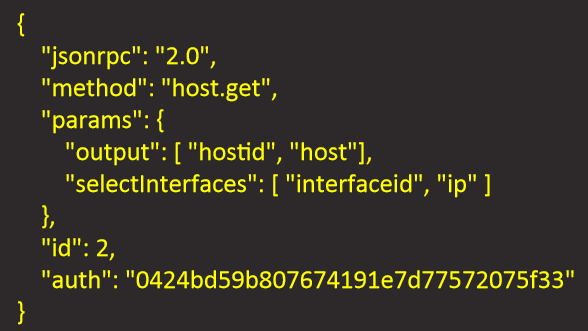 {
"jsonrpc": "2.0",
"method": "host.get",
"params": {
"output": [ "hostid", "host"],
"selectInterfaces": [ "interfaceid", "ip" ]
},
"id": 2,
"auth": "0424bd59b807674191e7d77572075f33"
}